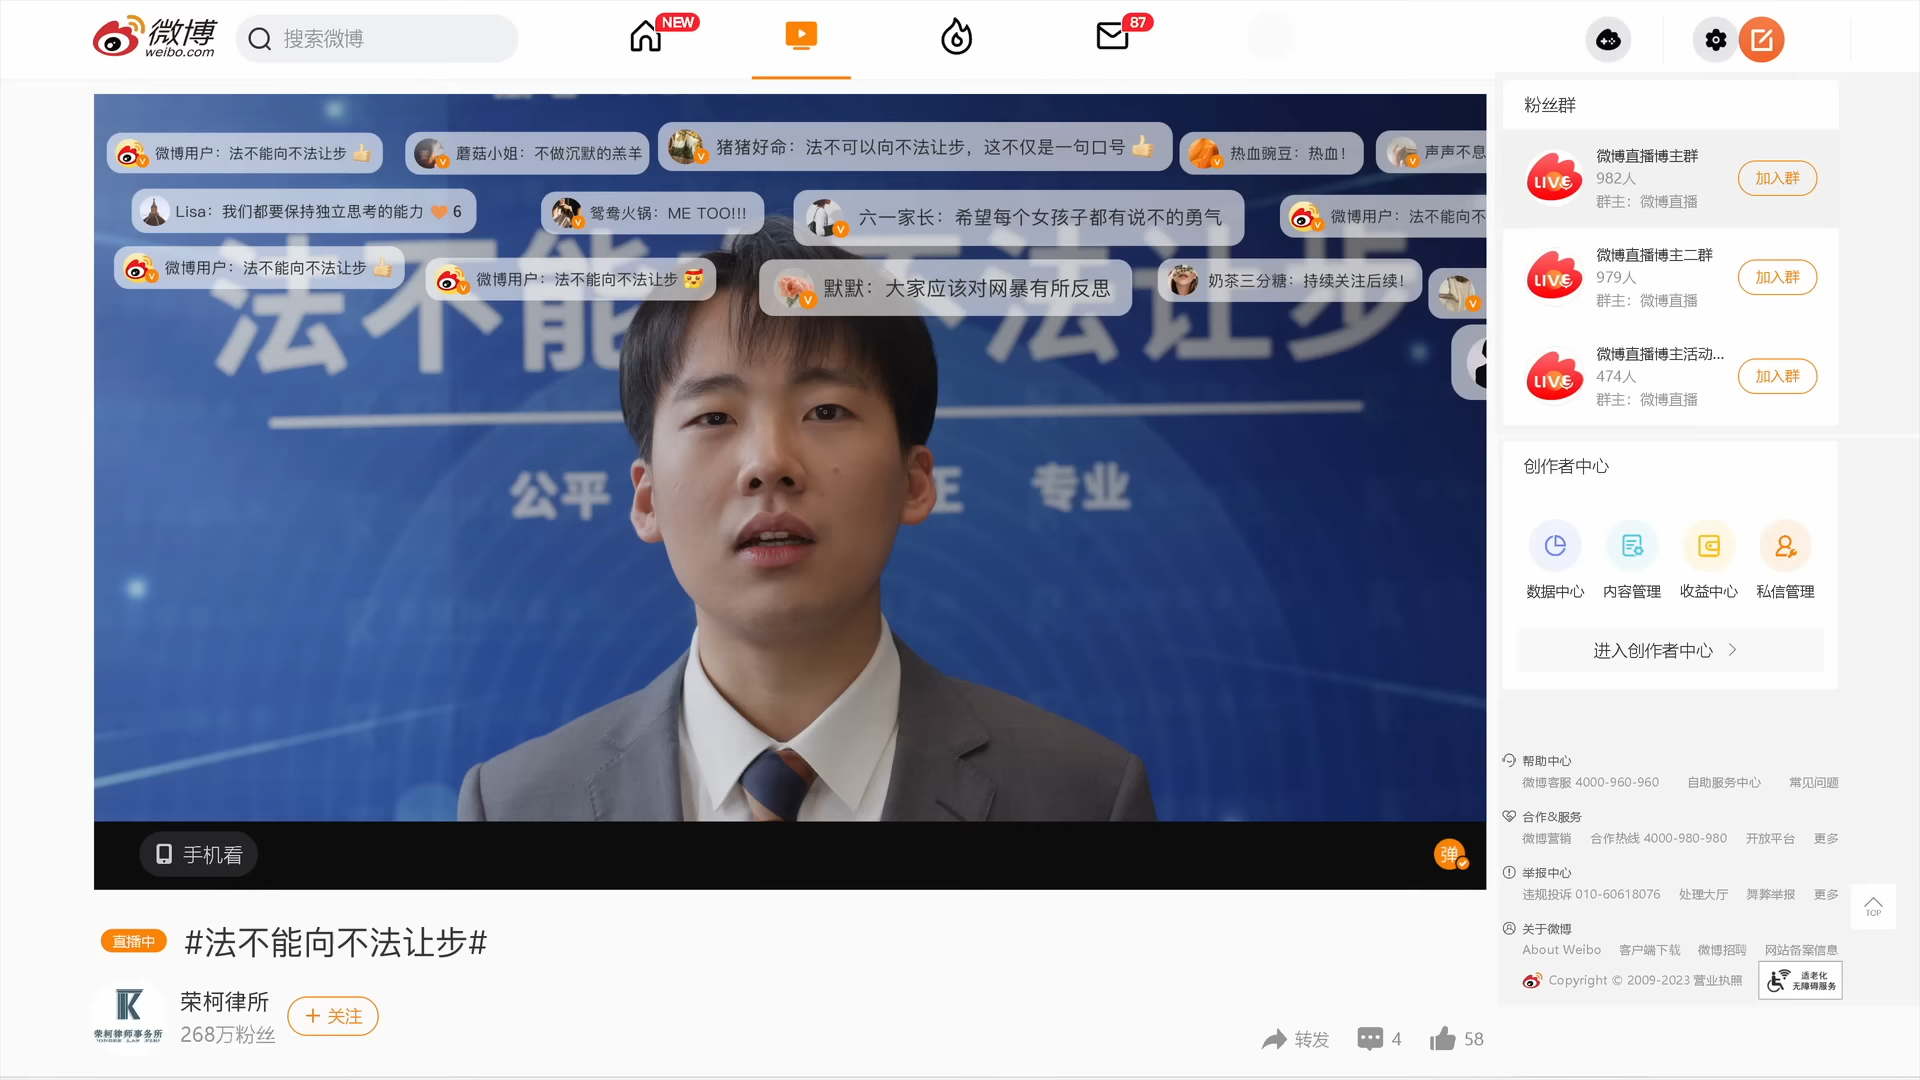 微博
weibo.com
搜索微博
NEW
87
微博用户：法不能向不法让步
蘑菇小姐：不做沉默的羔羊
猪猪好命：法不可以向不法让步，这不仅是一句口号
热血豌豆：热血！
声声不息
Lisa：我们都要保持独立思考的能力 6
鸳鸯火锅：ME TOO!!!
六一家长：希望每个女孩子都有说不的勇气
微博用户：法不能向不
微博用户：法不能向不法让步
微博用户：法不能向不法让步
默默：大家应该对网暴有所反思
奶茶三分糖：持续关注后续！
法不能 不法让步
公平 正 专业
手机看
弹
直播中
#法不能向不法让步#
荣柯律所
268万粉丝
+ 关注
荣柯律师事务所
转发
4
58
粉丝群
LIVE
微博直播博主群
982人
群主：微博直播
加入群
LIVE
微博直播博主二群
979人
群主：微博直播
加入群
LIVE
微博直播博主活动...
474人
群主：微博直播
加入群
创作者中心
数据中心 内容管理 收益中心 私信管理
进入创作者中心 >
帮助中心
微博客服 4000-960-960 自助服务中心 常见问题
合作&服务
微博营销 合作热线 4000-980-980 开放平台 更多
举报中心
违规投诉 010-60618076 处理大厅 舞弊举报 更多
关于微博
About Weibo 客户端下载 微博招聘 网站备案信息
Copyright © 2009-2023 营业执照
适老化
无障碍服务
TOP